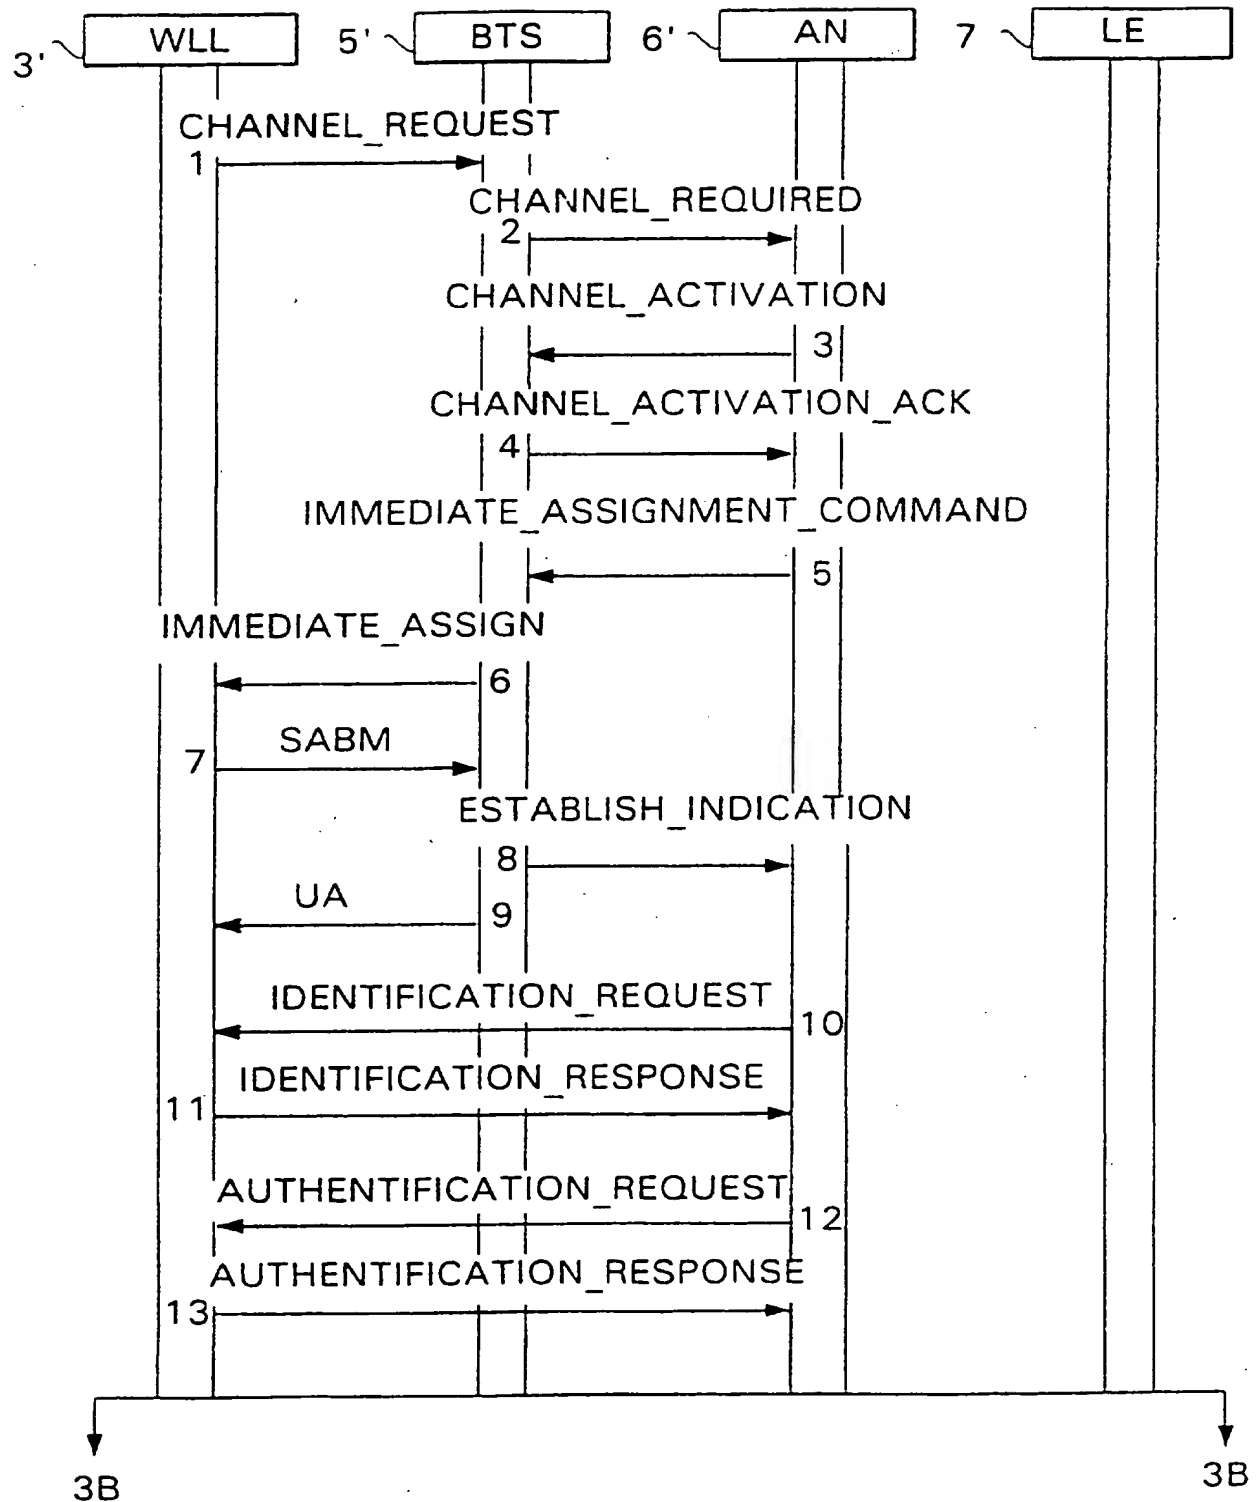 3' WLL 5' BTS 6' AN 7 LE
CHANNEL_REQUEST
1
CHANNEL_REQUIRED
2
CHANNEL_ACTIVATION
3
CHANNEL_ACTIVATION_ACK
4
IMMEDIATE_ASSIGNMENT_COMMAND
5
IMMEDIATE_ASSIGN
6
SABM
7
ESTABLISH_INDICATION
8
UA
9
IDENTIFICATION_REQUEST
10
IDENTIFICATION_RESPONSE
11
AUTHENTIFICATION_REQUEST
12
AUTHENTIFICATION_RESPONSE
13
3B 3B